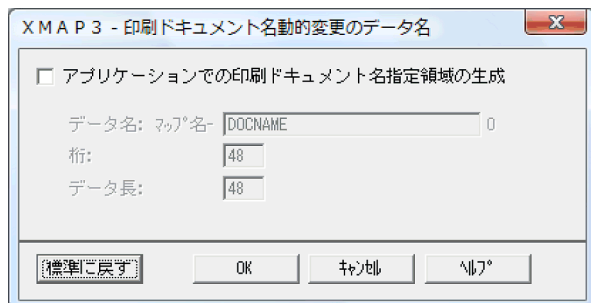 XMAP3-印刷ドキュメント名動的変更のデータ名
アプリケーションでの印刷ドキュメント名指定領域の生成
データ名: マップ名- DOCNAME O
桁: 48
データ長: 48
標準に戻す OK キャンセル ヘルプ